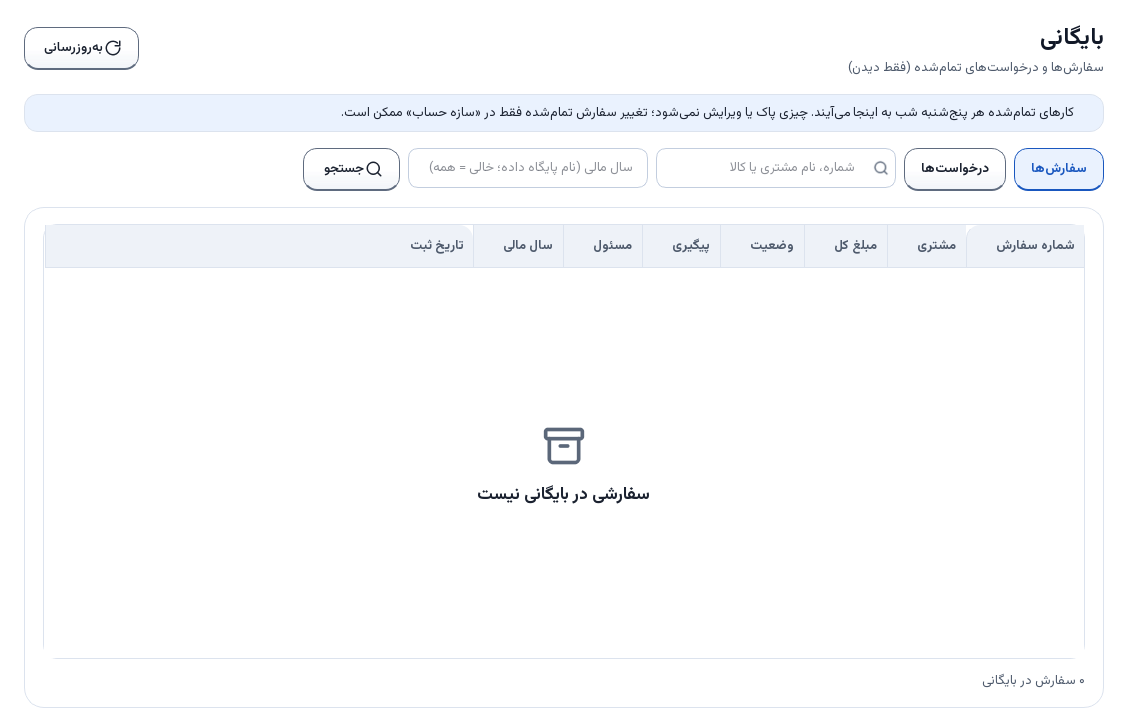 بایگانی
سفارش‌ها و درخواست‌های تمام‌شده (فقط دیدن)
به‌روزرسانی
کارهای تمام‌شده هر پنج‌شنبه شب به اینجا می‌آیند. چیزی پاک یا ویرایش نمی‌شود؛ تغییر سفارش تمام‌شده فقط در «سازه حساب» ممکن است.
سفارش‌ها
درخواست‌ها
شماره، نام مشتری یا کالا
سال مالی (نام پایگاه داده؛ خالی = همه)
جستجو
شماره سفارش
مشتری
مبلغ کل
وضعیت
پیگیری
مسئول
سال مالی
تاریخ ثبت
سفارشی در بایگانی نیست
۰ سفارش در بایگانی